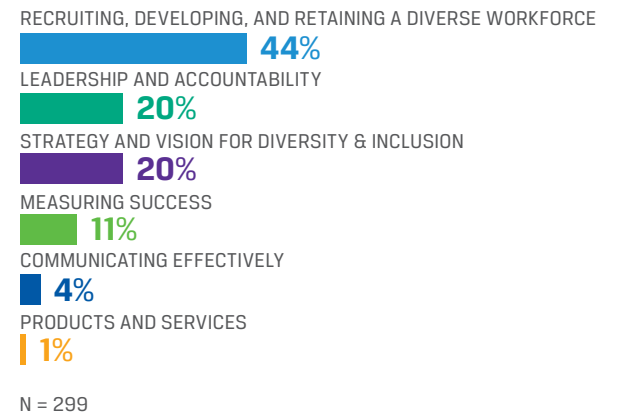 RECRUITING, DEVELOPING, AND RETAINING A DIVERSE WORKFORCE
44%
LEADERSHIP AND ACCOUNTABILITY
20%
STRATEGY AND VISION FOR DIVERSITY & INCLUSION
20%
MEASURING SUCCESS
11%
COMMUNICATING EFFECTIVELY
4%
PRODUCTS AND SERVICES
1%
N = 299